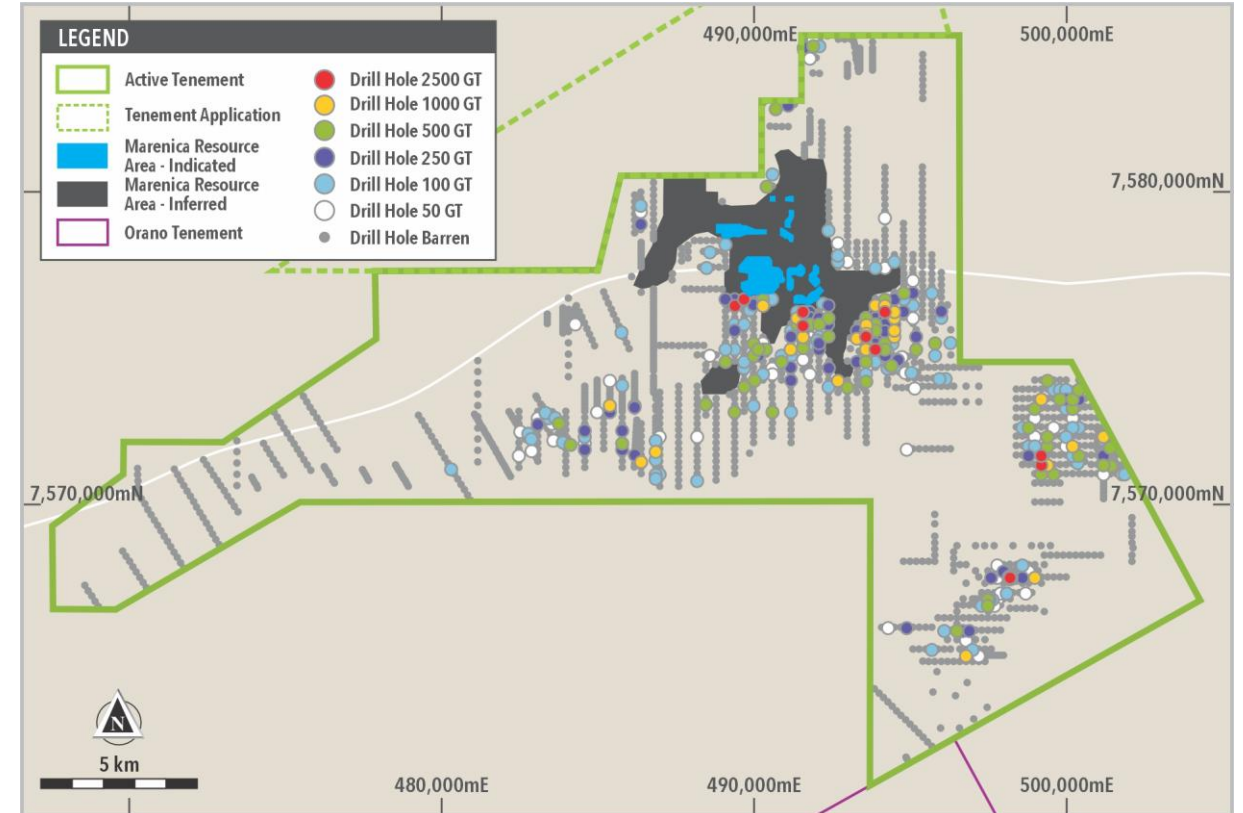 LEGEND
Active Tenement
Tenement Application
Marenica Resource
Area - Indicated
Marenica Resource
Area - Inferred
Orano Tenement
Drill Hole 2500 GT
Drill Hole 1000 GT
Drill Hole 500 GT
Drill Hole 250 GT
Drill Hole 100 GT
Drill Hole 50 GT
Drill Hole Barren
490,000mE
500,000mE
7,580,000mN
7,570,000mN
7,570,000mN
N
5 km
480,000mE
490,000mE
500,000mE